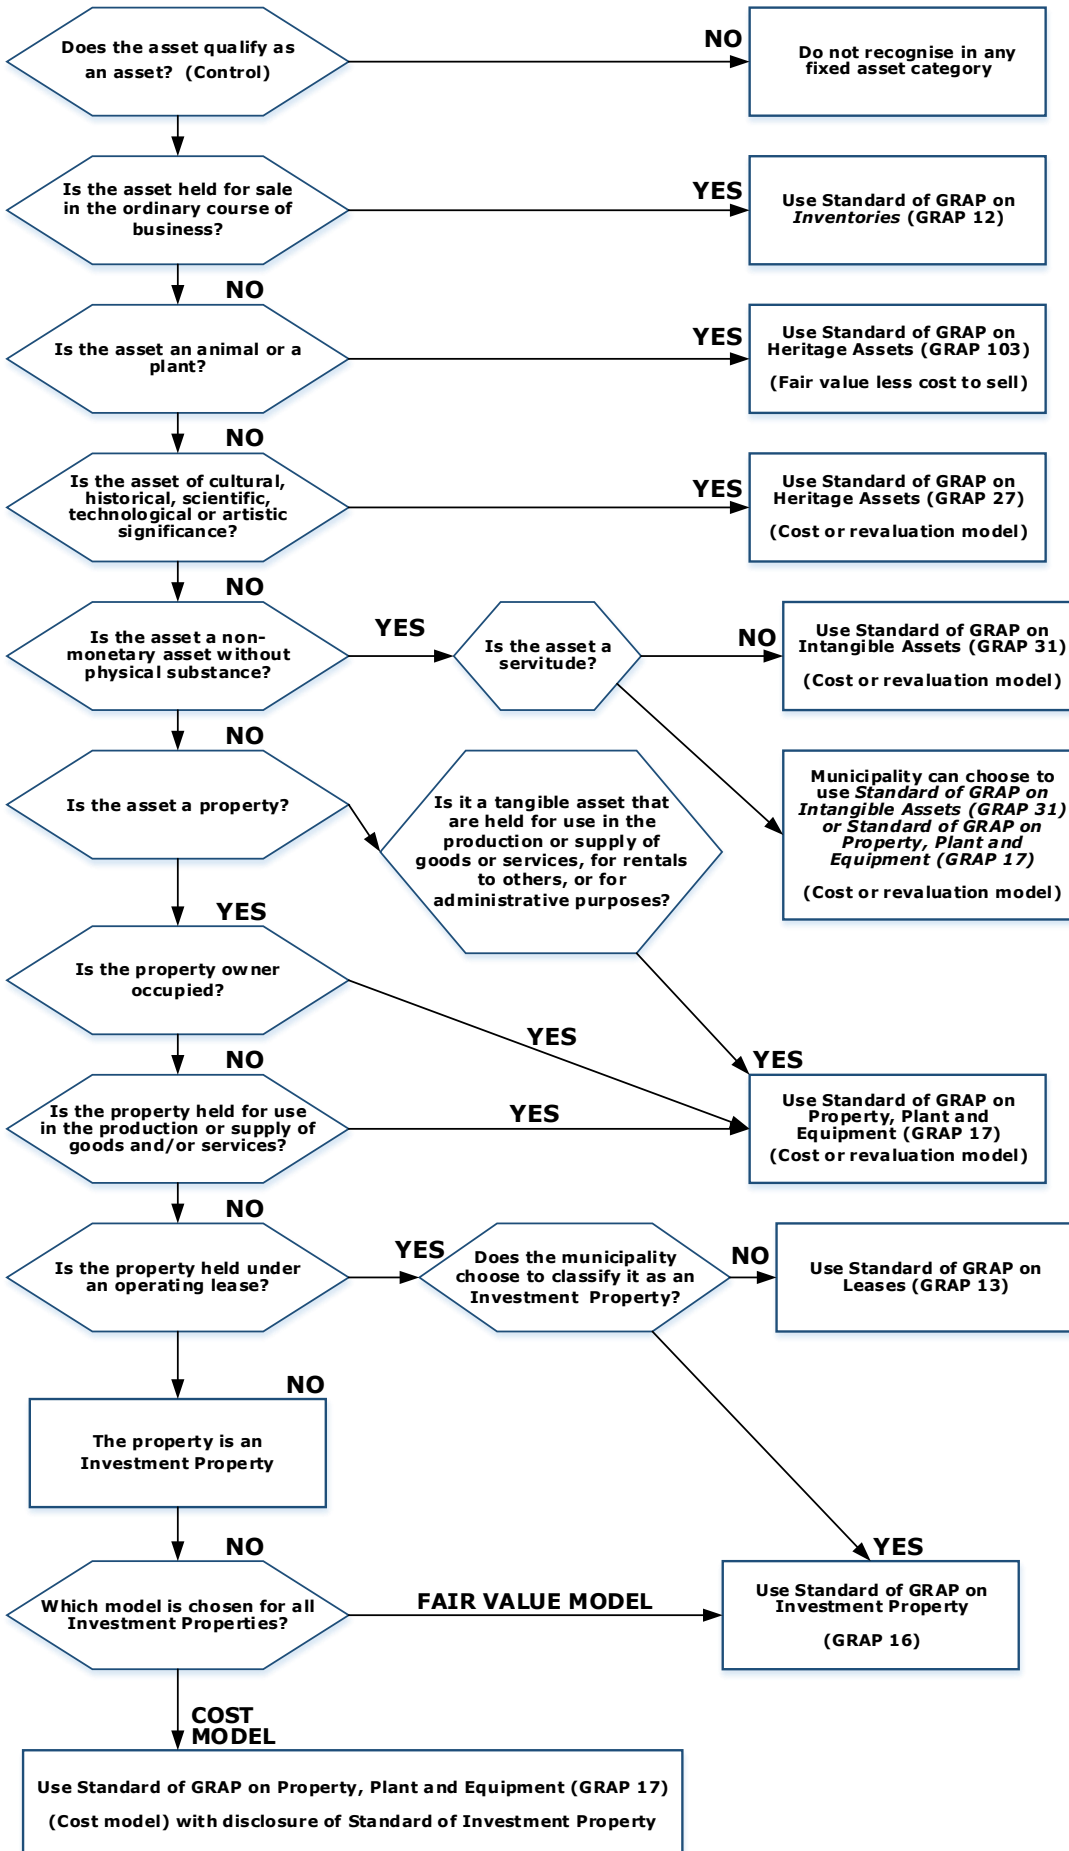 Does the asset qualify as
an asset? (Control)
NO
Do not recognise in any
fixed asset category
Is the asset held for sale
in the ordinary course of
business?
YES
Use Standard of GRAP on
Inventories (GRAP 12)
NO
Is the asset an animal or a
plant?
YES
Use Standard of GRAP on
Heritage Assets (GRAP 103)
(Fair value less cost to sell)
NO
Is the asset of cultural,
historical, scientific,
technological or artistic
significance?
YES
Use Standard of GRAP on
Heritage Assets (GRAP 27)
(Cost or revaluation model)
NO
Is the asset a non-
monetary asset without
physical substance?
YES
Is the asset a
servitude?
NO
Use Standard of GRAP on
Intangible Assets (GRAP 31)
(Cost or revaluation model)
NO
Is the asset a property?
Is it a tangible asset that
are held for use in the
production or supply of
goods or services, for rentals
to others, or for
administrative purposes?
Municipality can choose to
use Standard of GRAP on
Intangible Assets (GRAP 31)
or Standard of GRAP on
Property, Plant and
Equipment (GRAP 17)
(Cost or revaluation model)
YES
Is the property owner
occupied?
YES
YES
NO
Is the property held for use
in the production or supply of
goods and/or services?
YES
Use Standard of GRAP on
Property, Plant and
Equipment (GRAP 17)
(Cost or revaluation model)
NO
Is the property held under
an operating lease?
YES
Does the municipality
choose to classify it as an
Investment Property?
NO
Use Standard of GRAP on
Leases (GRAP 13)
NO
The property is an
Investment Property
NO
YES
Which model is chosen for all
Investment Properties?
FAIR VALUE MODEL
Use Standard of GRAP on
Investment Property
(GRAP 16)
COST
MODEL
Use Standard of GRAP on Property, Plant and Equipment (GRAP 17)
(Cost model) with disclosure of Standard of Investment Property